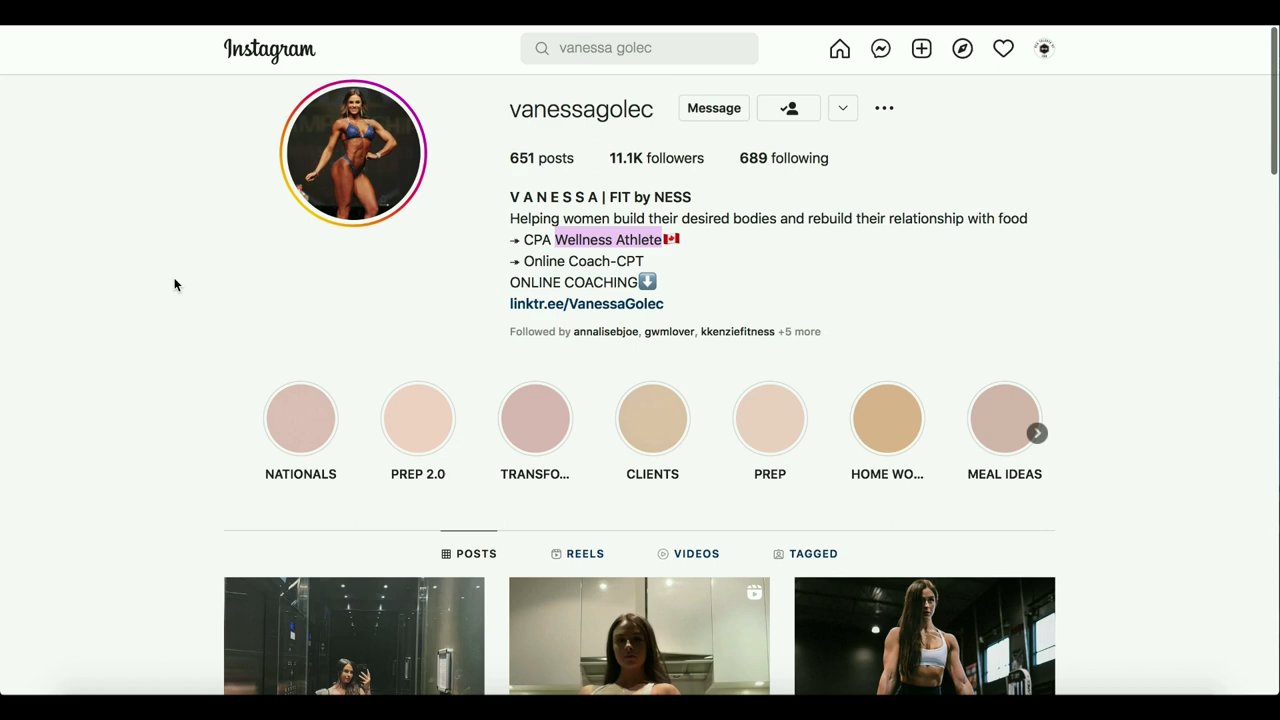 Instagram
vanessa golec
vanessagolec
Message
651 posts 11.1K followers 689 following
V A N E S S A | FIT by NESS
Helping women build their desired bodies and rebuild their relationship with food
➛ CPA Wellness Athlete🇨🇦
➛ Online Coach-CPT
ONLINE COACHING⬇️
linktr.ee/VanessaGolec
Followed by annalisebjoe, gwmlover, kkenziefitness +5 more
NATIONALS PREP 2.0 TRANSFO... CLIENTS PREP HOME WO... MEAL IDEAS
POSTS REELS VIDEOS TAGGED